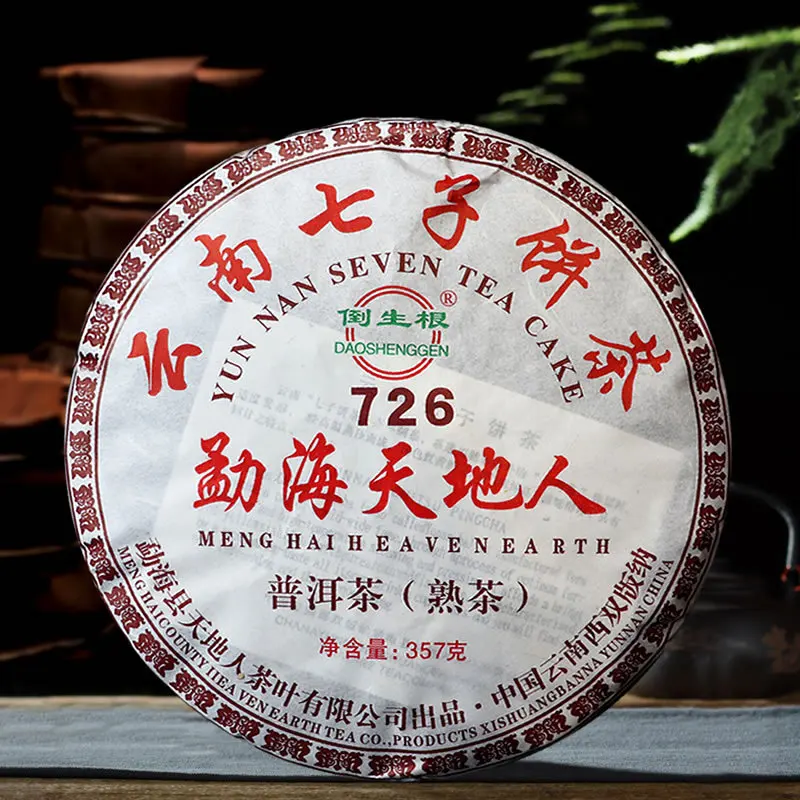 云南七子饼茶
YUN NAN SEVEN TEA CAKE
倒生根®
DAOSHENGGEN
726
勐海天地人
MENG HAI HEAVEN EARTH
普洱茶（熟茶）
净含量: 357克
勐海县天地人茶叶有限公司出品·中国云南西双版纳
MENGHAI COUNTY HEAVEN EARTH TEA CO., PRODUCTS XISHUANGBANNA YUNNAN CHINA